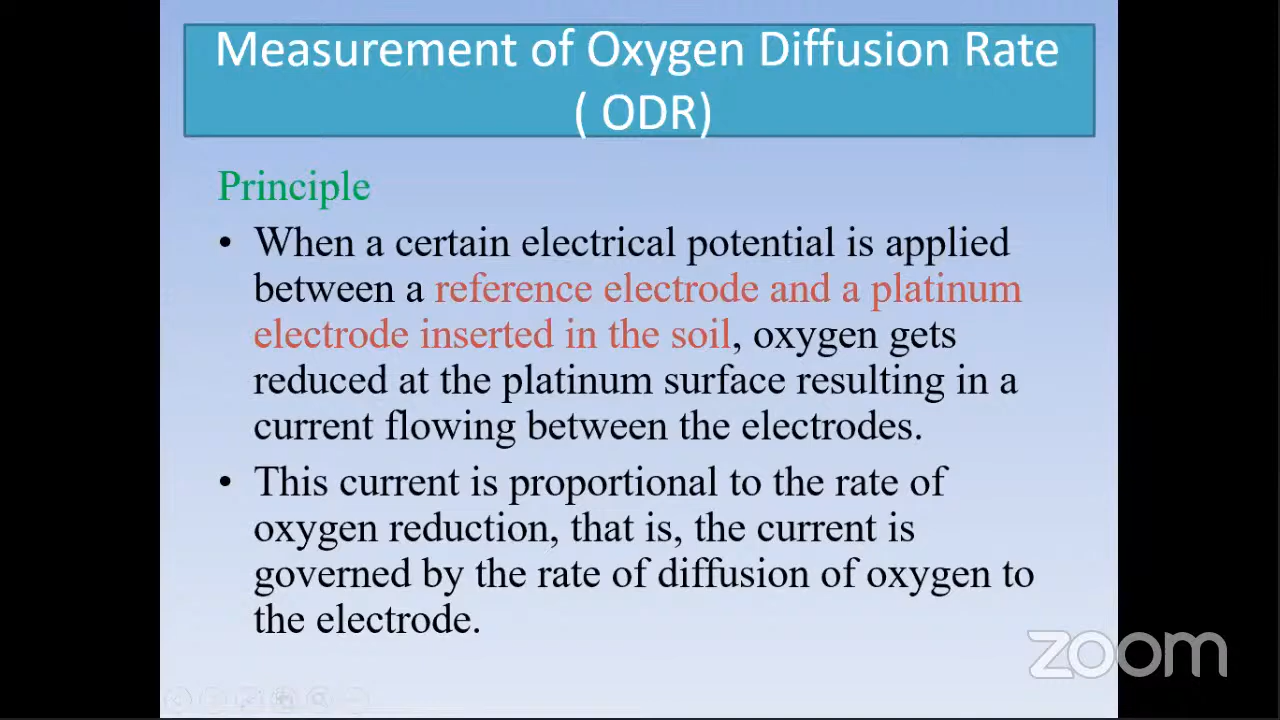 Measurement of Oxygen Diffusion Rate
( ODR)
Principle
• When a certain electrical potential is applied
between a reference electrode and a platinum
electrode inserted in the soil, oxygen gets
reduced at the platinum surface resulting in a
current flowing between the electrodes.
• This current is proportional to the rate of
oxygen reduction, that is, the current is
governed by the rate of diffusion of oxygen to
the electrode.
zoom